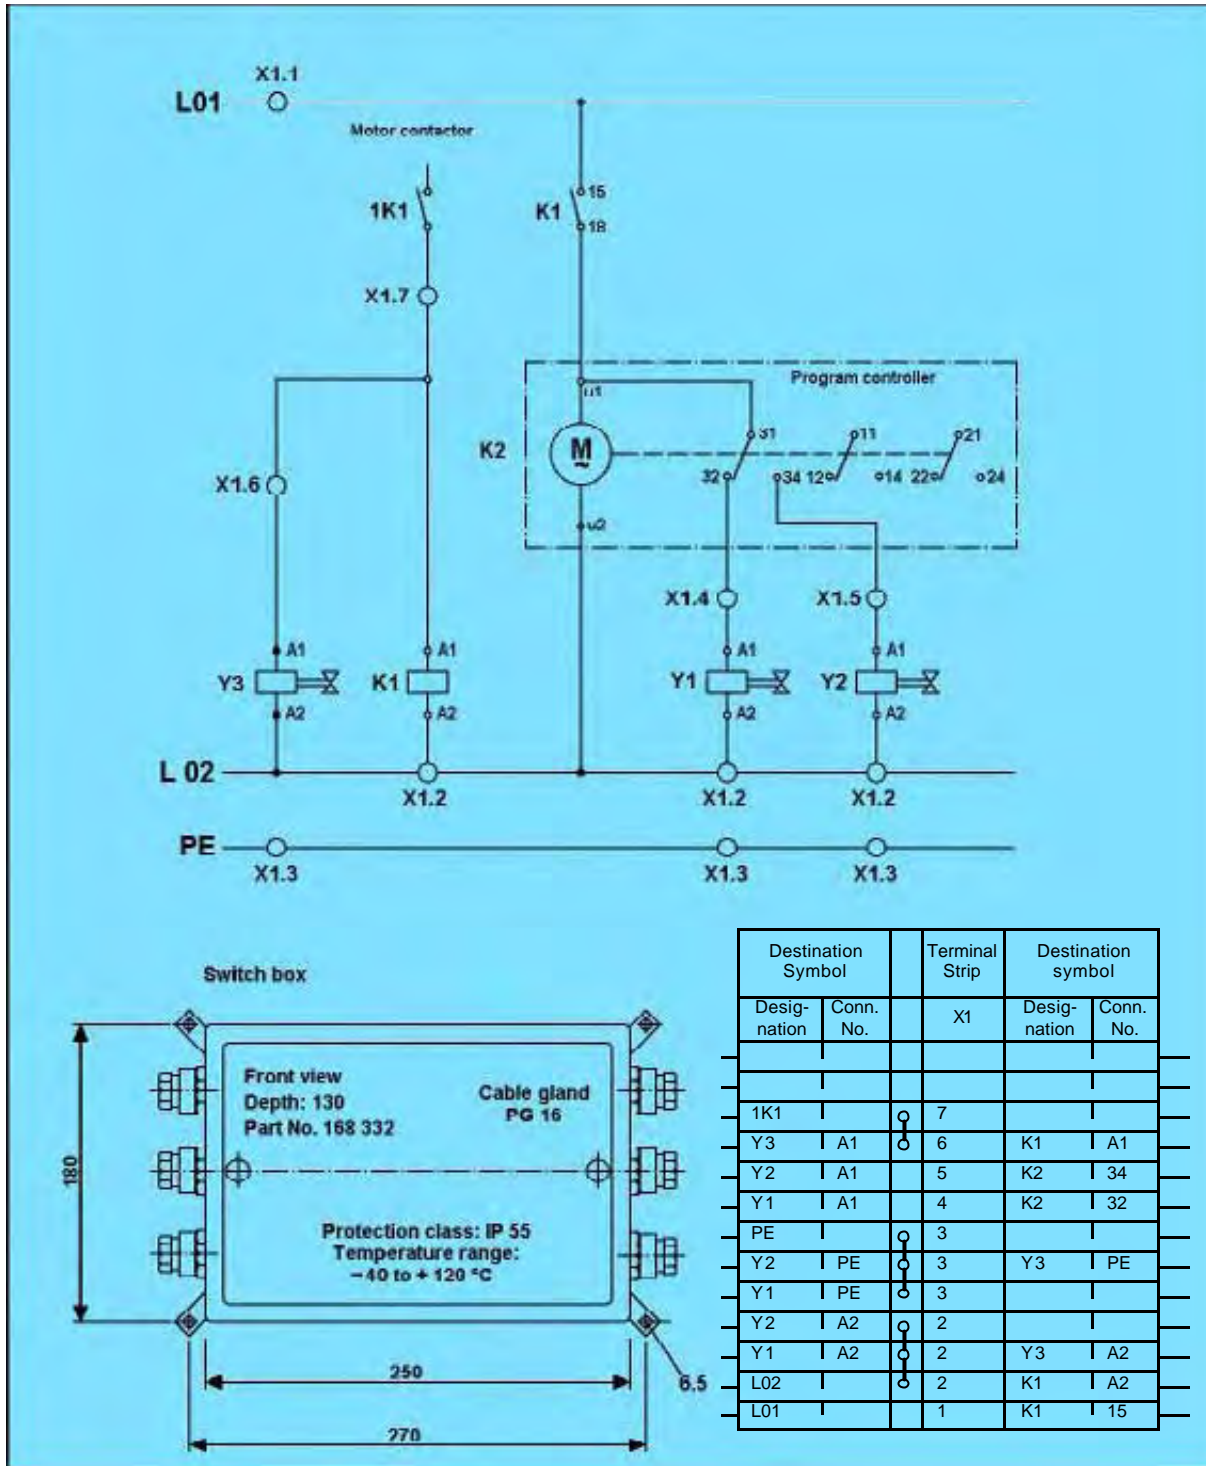 X1.1
L01
Motor contactor
1K1
K1
15
18
X1.7
Program controller
u1
K2
M
~
31
11
21
32
34
12
14
22
24
X1.6
u2
X1.4
X1.5
A1
A1
A1
A1
Y3
K1
Y1
Y2
A2
A2
A2
A2
L 02
X1.2
X1.2
X1.2
PE
X1.3
X1.3
X1.3
Switch box
Front view
Depth: 130
Part No. 168 332
Cable gland
PG 16
Protection class: IP 55
Temperature range:
–40 to + 120 °C
180
250
270
6.5
Destination Symbol Terminal Strip Destination symbol
Desig-nation Conn. No. X1 Desig-nation Conn. No.
1K1 7
Y3 A1 6 K1 A1
Y2 A1 5 K2 34
Y1 A1 4 K2 32
PE 3
Y2 PE 3 Y3 PE
Y1 PE 3
Y2 A2 2
Y1 A2 2 Y3 A2
L02 2 K1 A2
L01 1 K1 15